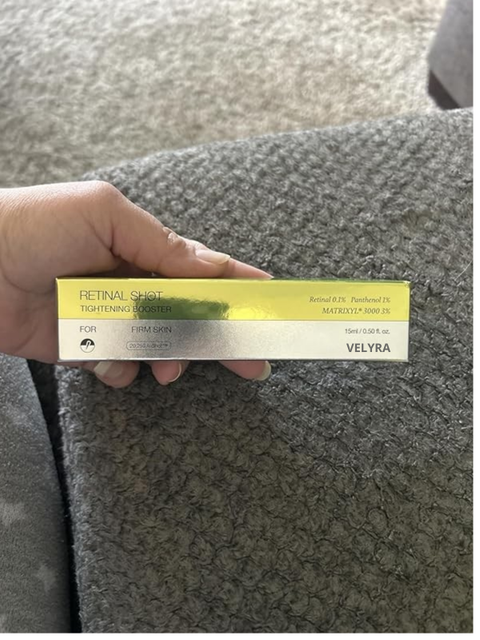 RETINAL SHOT
TIGHTENING BOOSTER
Retinal 0.1% Panthenol 1%
MATRIXYL® 3000 3%
FOR FIRM SKIN
15ml / 0.50 fl. oz.
VELYRA